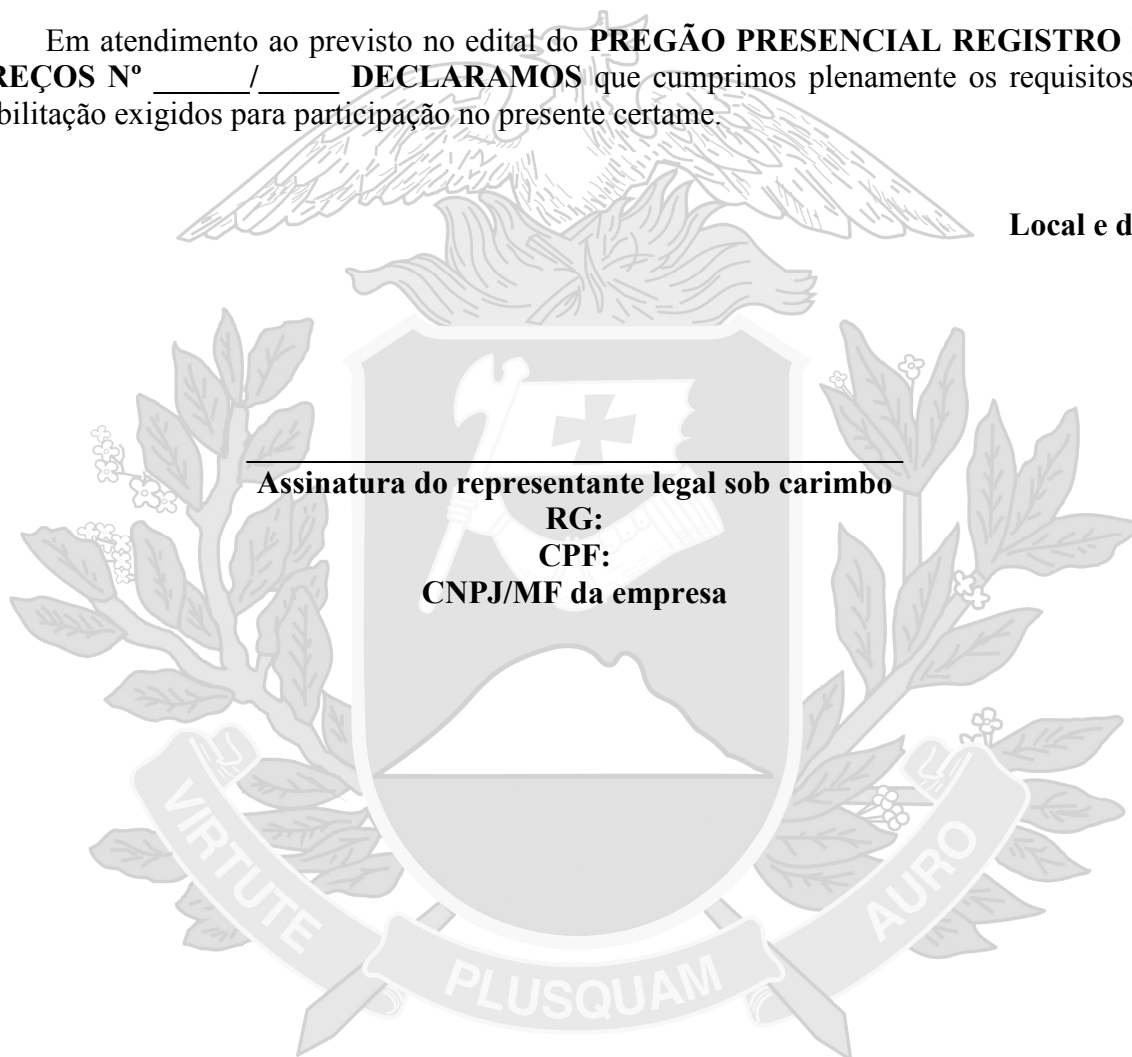 Em atendimento ao previsto no edital do PREGÃO PRESENCIAL REGISTRO
REÇOS Nº ______/_____ DECLARAMOS que cumprimos plenamente os requisitos
bilitação exigidos para participação no presente certame.
Local e d
Assinatura do representante legal sob carimbo
RG:
CPF:
CNPJ/MF da empresa
VIRTUTE PLUSQUAM AURO